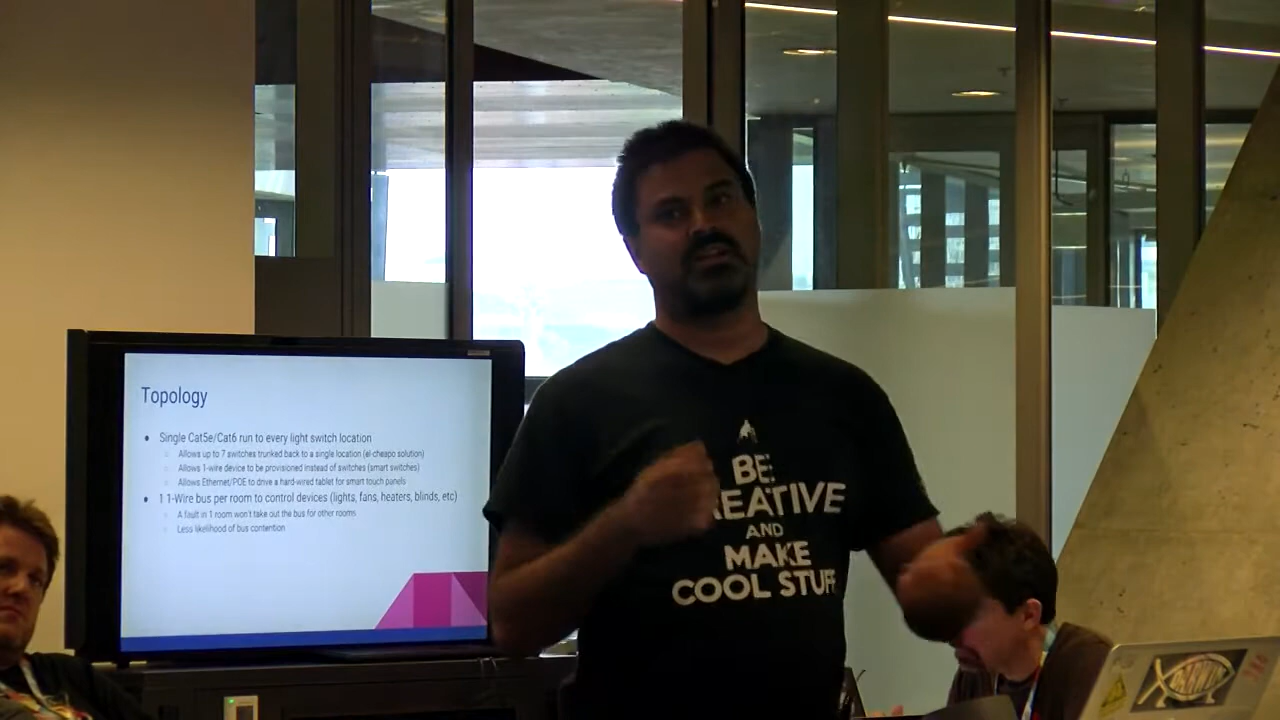 Topology
● Single Cat5e/Cat6 run to every light switch location
○ Allows up to 7 switches trunked back to a single location (el-cheapo solution)
○ Allows 1-wire device to be provisioned instead of switches (smart switches)
○ Allows Ethernet/POE to drive a hard-wired tablet for smart touch panels
● 1 1-Wire bus per room to control devices (lights, fans, heaters, blinds, etc)
○ A fault in 1 room won't take out the bus for other rooms
○ Less likelihood of bus contention
BE
REATIVE
AND
MAKE
COOL STUFF
DARWIN